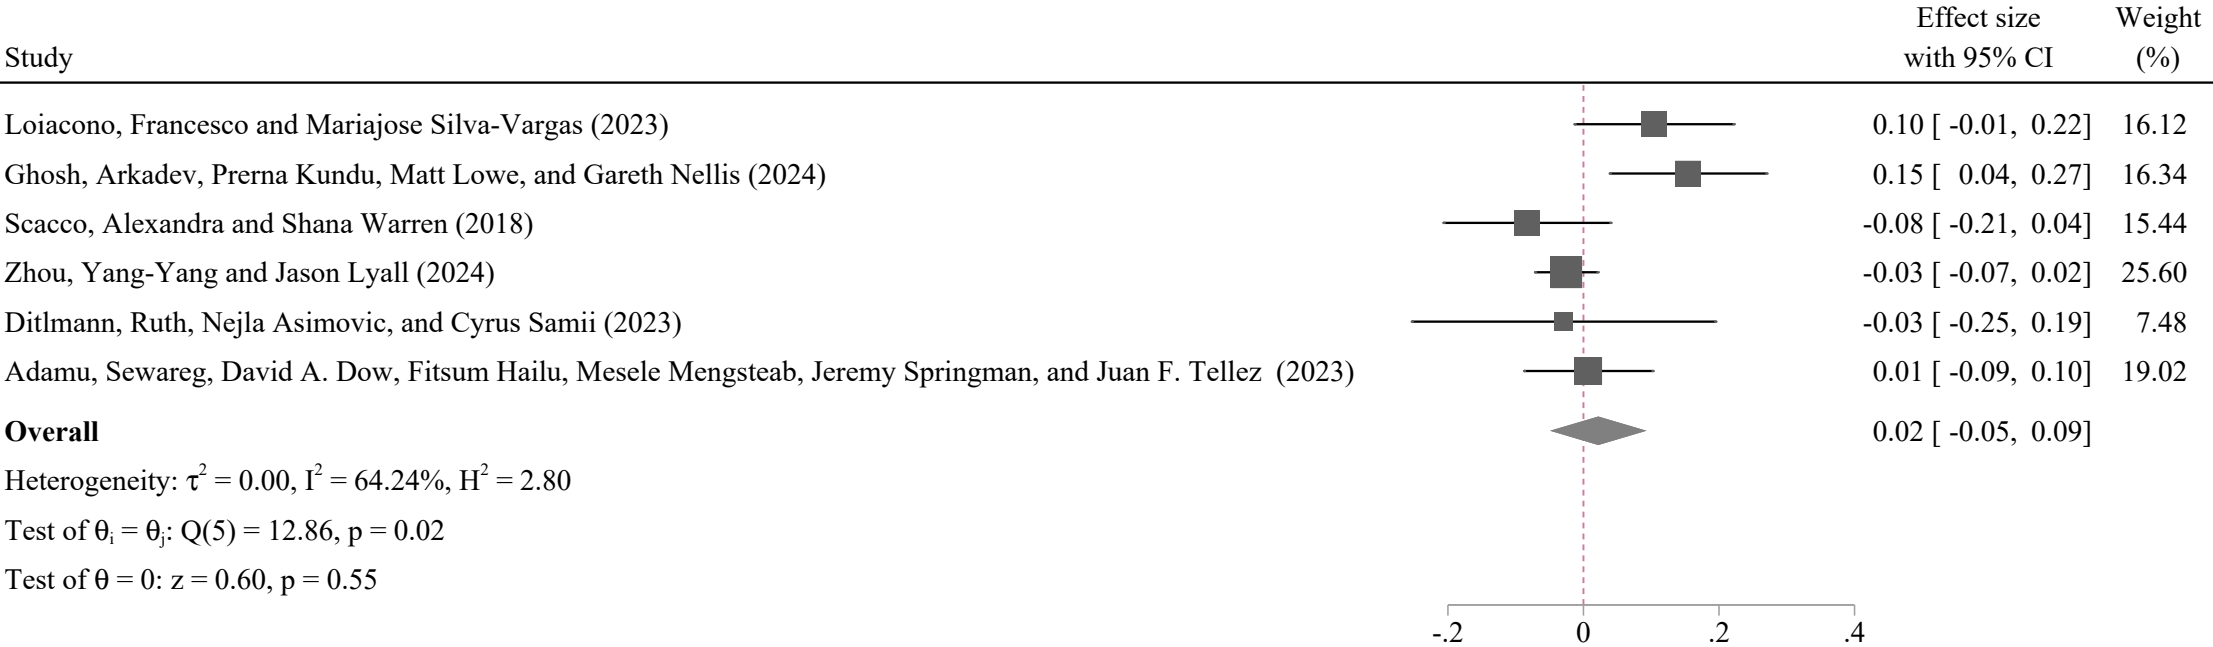 Effect size Weight
Study with 95% CI (%)
Loiacono, Francesco and Mariajose Silva-Vargas (2023) 0.10 [ -0.01, 0.22] 16.12
Ghosh, Arkadev, Prerna Kundu, Matt Lowe, and Gareth Nellis (2024) 0.15 [ 0.04, 0.27] 16.34
Scacco, Alexandra and Shana Warren (2018) -0.08 [ -0.21, 0.04] 15.44
Zhou, Yang-Yang and Jason Lyall (2024) -0.03 [ -0.07, 0.02] 25.60
Ditlmann, Ruth, Nejla Asimovic, and Cyrus Samii (2023) -0.03 [ -0.25, 0.19] 7.48
Adamu, Sewareg, David A. Dow, Fitsum Hailu, Mesele Mengsteab, Jeremy Springman, and Juan F. Tellez (2023) 0.01 [ -0.09, 0.10] 19.02
Overall 0.02 [ -0.05, 0.09]
Heterogeneity: τ² = 0.00, I² = 64.24%, H² = 2.80
Test of θᵢ = θⱼ: Q(5) = 12.86, p = 0.02
Test of θ = 0: z = 0.60, p = 0.55
-.2 0 .2 .4